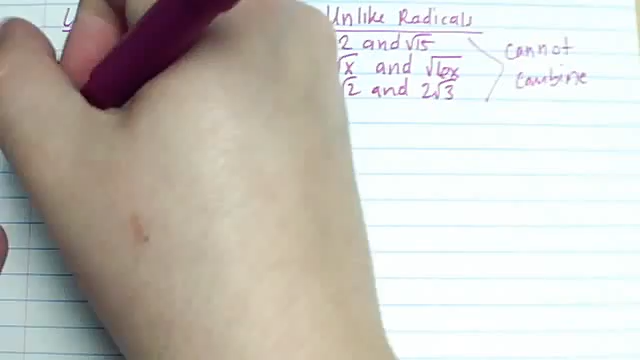 Unlike Radicals
2 and √15
√x and √6x
√2 and 2√3
cannot
combine